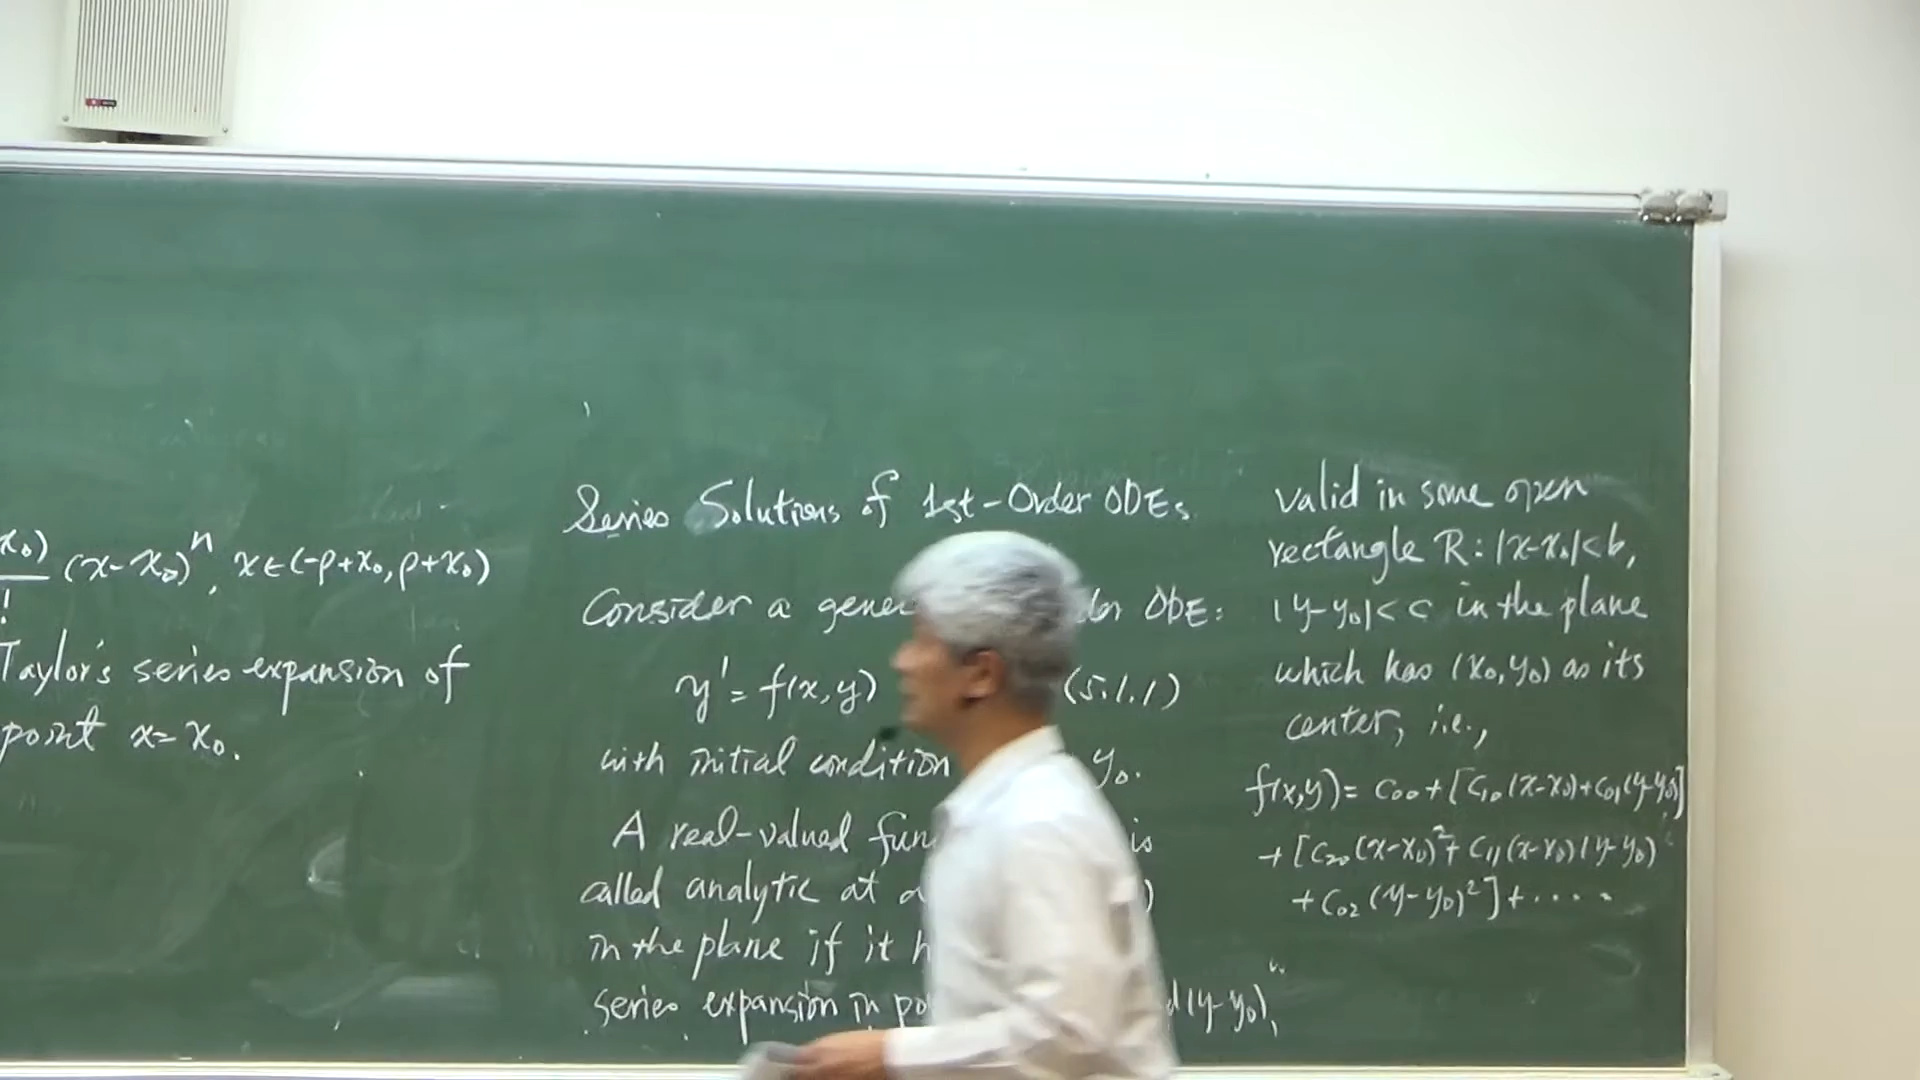 x₀)
(x-x₀)ⁿ, x∈(-ρ+x₀, ρ+x₀)
!
Taylor's series expansion of
point x=x₀.
Series Solutions of 1st-Order ODEs
Consider a gene ODE:
y'=f(x,y) (5.1.1)
with initial condition y₀.
A real-valued fun is
called analytic at a )
in the plane if it h
series expansion in po d(y-y₀),
valid in some open
rectangle R: |x-x₀|<b,
|y-y₀|<c in the plane
which has (x₀,y₀) as its
center, i.e.,
f(x,y)= c₀₀+[c₁₀(x-x₀)+c₀₁(y-y₀)]
+[c₂₀(x-x₀)²+c₁₁(x-x₀)(y-y₀)
+c₀₂(y-y₀)²]+.....